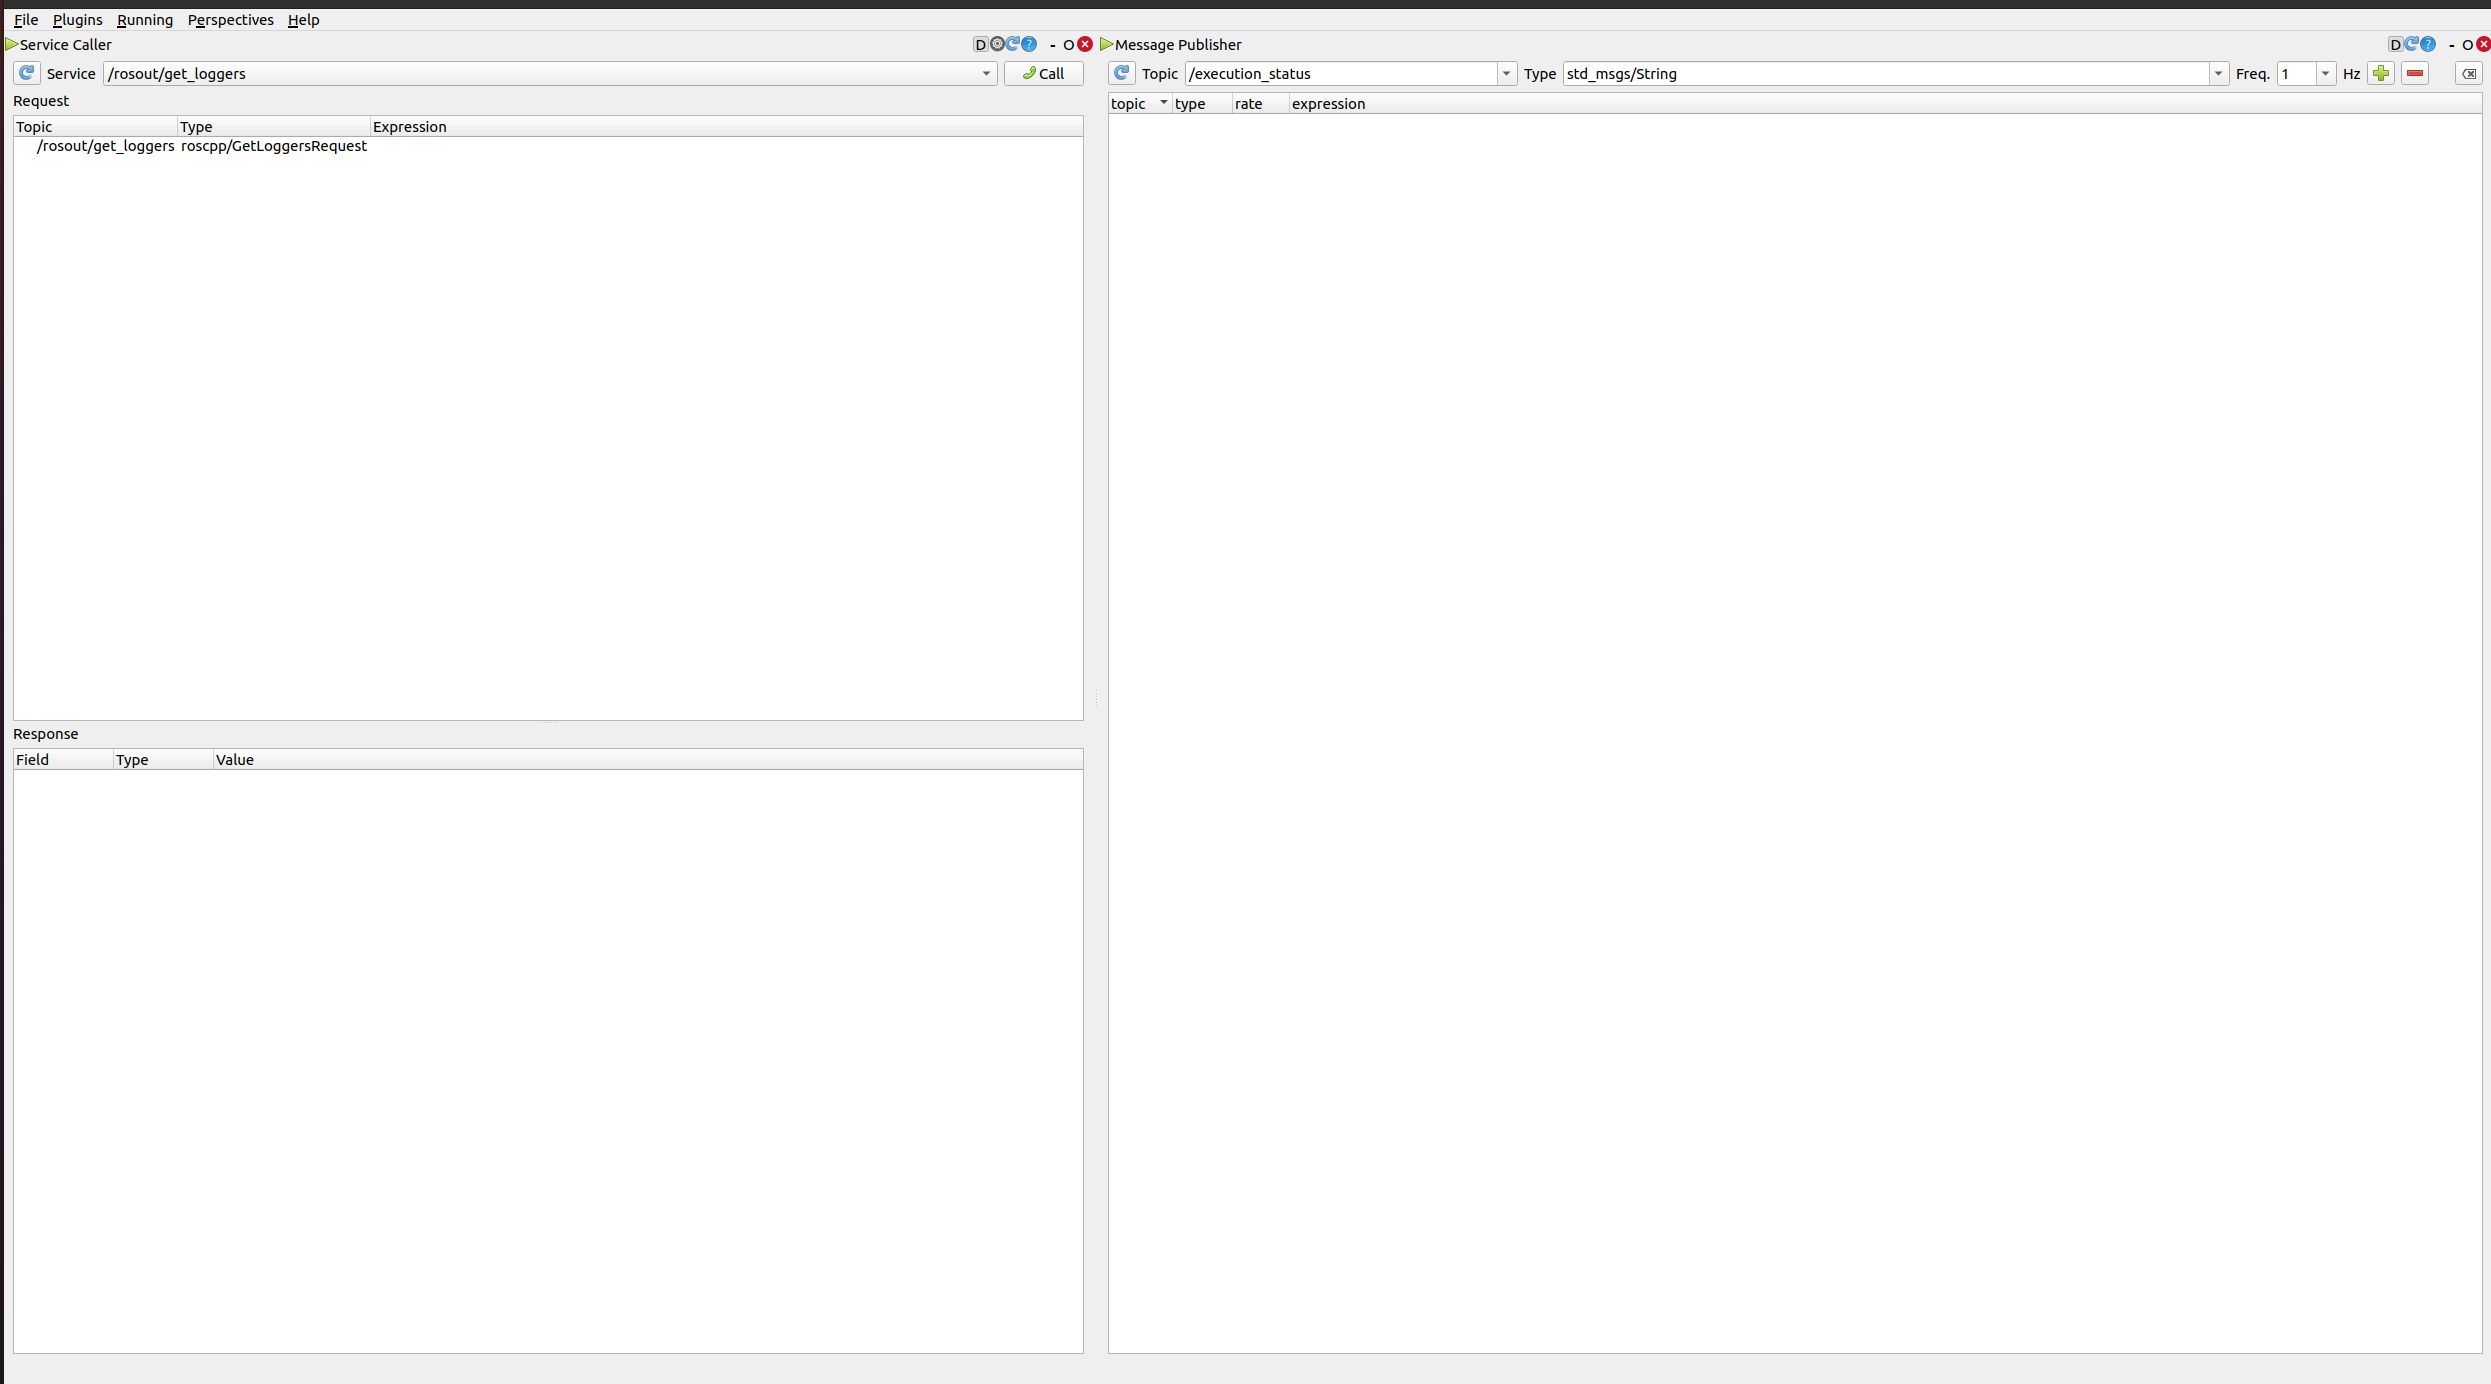 File Plugins Running Perspectives Help
Service Caller D - O
Service /rosout/get_loggers Call
Request
Topic Type Expression
/rosout/get_loggers roscpp/GetLoggersRequest
Response
Field Type Value
Message Publisher D - O
Topic /execution_status Type std_msgs/String Freq. 1 Hz
topic type rate expression